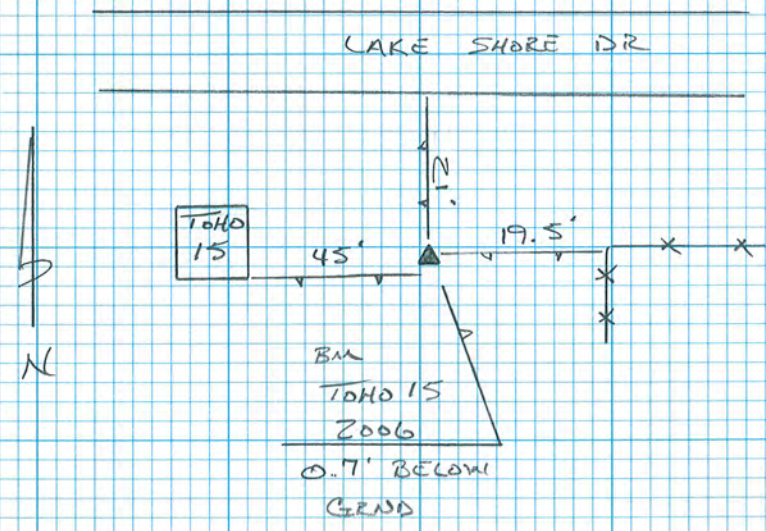 LAKE SHORE DR
TOHO
15
45'
19.5'
N
BM
TOHO 15
2006
0.7' BELOW
GRND